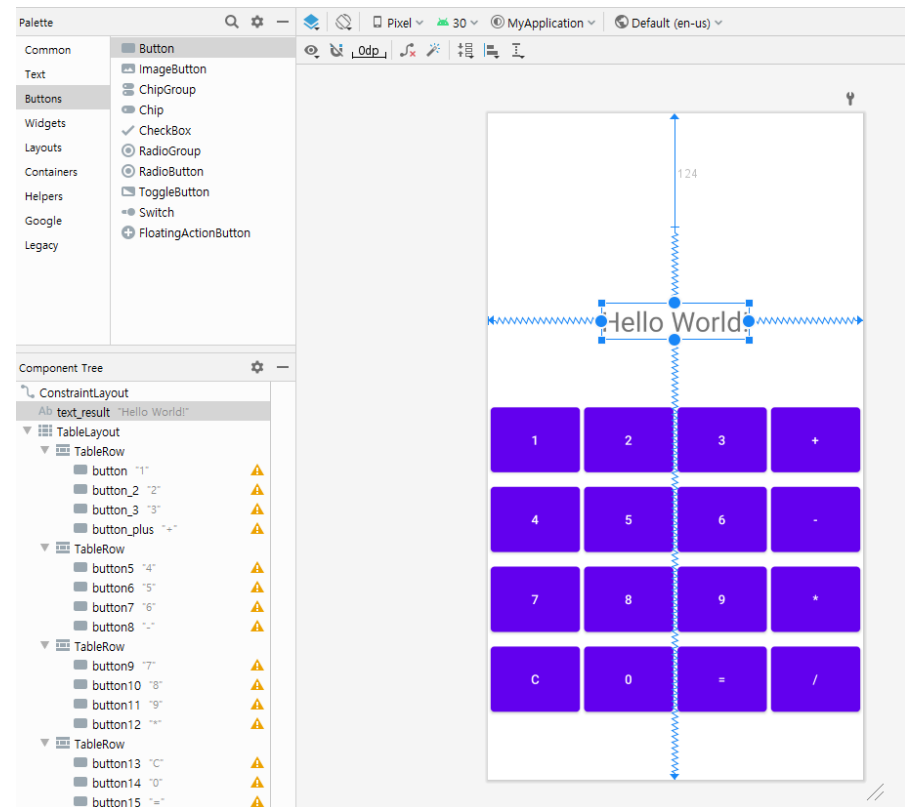 Palette
Pixel 30 MyApplication Default (en-us)
Common
Text
Buttons
Widgets
Layouts
Containers
Helpers
Google
Legacy
Button
ImageButton
ChipGroup
Chip
CheckBox
RadioGroup
RadioButton
ToggleButton
Switch
FloatingActionButton
0dp
Component Tree
ConstraintLayout
Ab text_result "Hello World!"
TableLayout
TableRow
button "1"
button_2 "2"
button_3 "3"
button_plus "+"
TableRow
button5 "4"
button6 "5"
button7 "6"
button8 "-"
TableRow
button9 "7"
button10 "8"
button11 "9"
button12 "*"
TableRow
button13 "C"
button14 "0"
button15 "="
124
Hello World!
1 2 3 +
4 5 6 -
7 8 9 *
C 0 = /